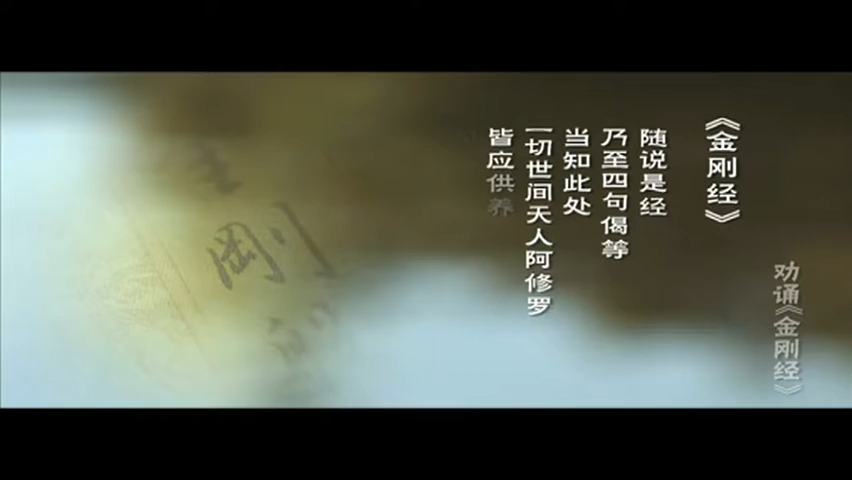 《金刚经》
随说是经
乃至四句偈等
当知此处
一切世间天人阿修罗
皆应供养
劝诵《金刚经》
剛